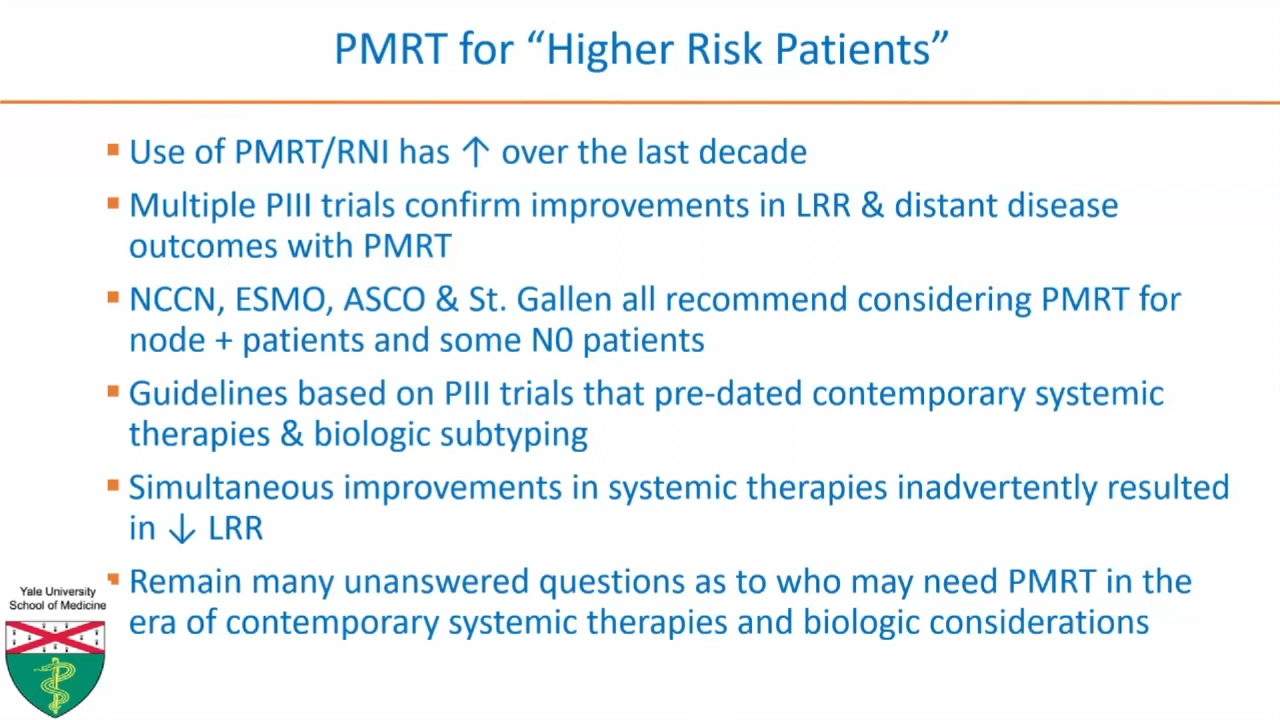 PMRT for “Higher Risk Patients”
▪ Use of PMRT/RNI has ↑ over the last decade
▪ Multiple PIII trials confirm improvements in LRR & distant disease
outcomes with PMRT
▪ NCCN, ESMO, ASCO & St. Gallen all recommend considering PMRT for
node + patients and some N0 patients
▪ Guidelines based on PIII trials that pre-dated contemporary systemic
therapies & biologic subtyping
▪ Simultaneous improvements in systemic therapies inadvertently resulted
in ↓ LRR
▪ Remain many unanswered questions as to who may need PMRT in the
era of contemporary systemic therapies and biologic considerations
Yale University
School of Medicine